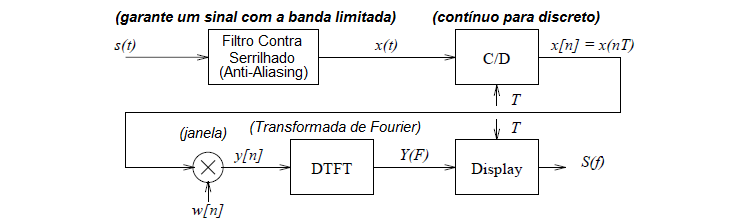 (garante um sinal com a banda limitada) (contínuo para discreto)
s(t) Filtro Contra Serrilhado (Anti-Aliasing) x(t) C/D x[n] = x(nT)
T
(janela) (Transformada de Fourier) T
y[n] DTFT Y(F) Display S(f)
w[n]